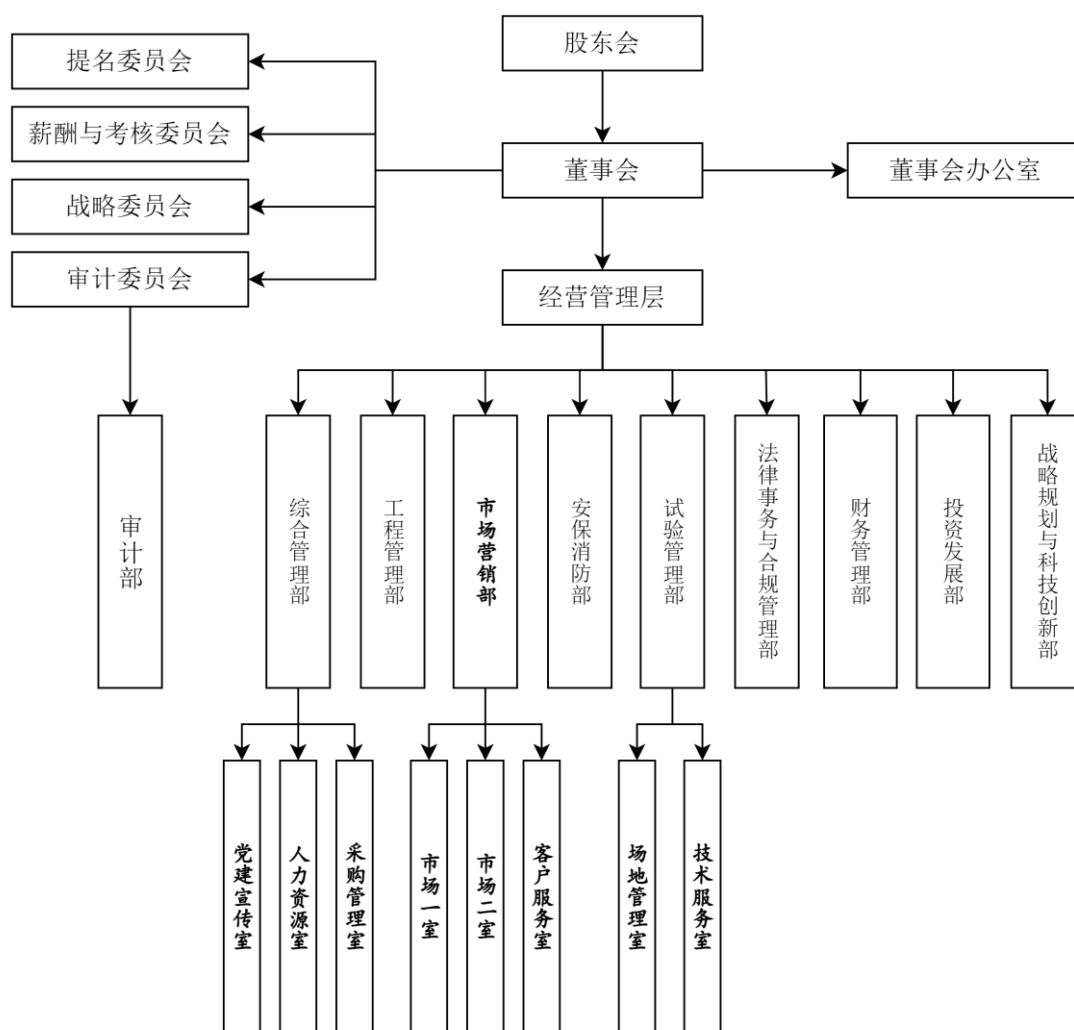 股东会
提名委员会
薪酬与考核委员会
董事会
董事会办公室
战略委员会
审计委员会
经营管理层
审计部
综合管理部
工程管理部
市场营销部
安保消防部
试验管理部
法律事务与合规管理部
财务管理部
投资发展部
战略规划与科技创新部
党建宣传室
人力资源室
采购管理室
市场一室
市场二室
客户服务室
场地管理室
技术服务室